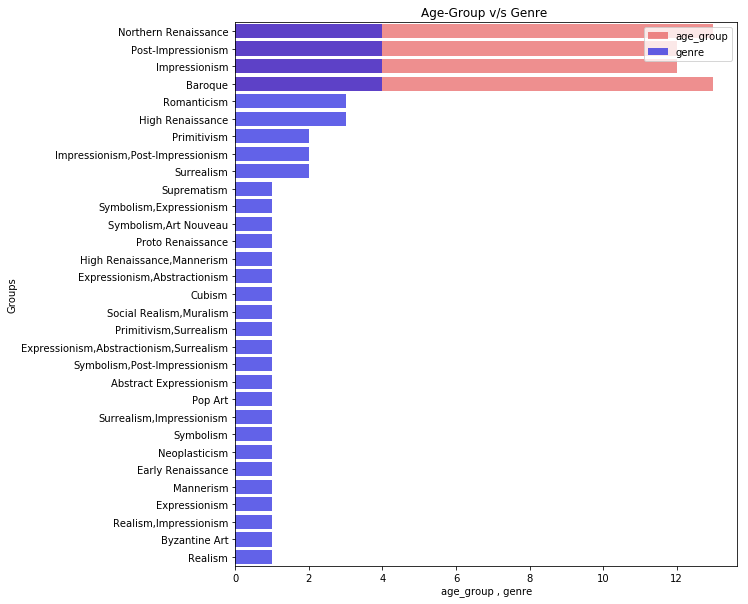 Age-Group v/s Genre
age_group
genre
Groups
Northern Renaissance
Post-Impressionism
Impressionism
Baroque
Romanticism
High Renaissance
Primitivism
Impressionism,Post-Impressionism
Surrealism
Suprematism
Symbolism,Expressionism
Symbolism,Art Nouveau
Proto Renaissance
High Renaissance,Mannerism
Expressionism,Abstractionism
Cubism
Social Realism,Muralism
Primitivism,Surrealism
Expressionism,Abstractionism,Surrealism
Symbolism,Post-Impressionism
Abstract Expressionism
Pop Art
Surrealism,Impressionism
Symbolism
Neoplasticism
Early Renaissance
Mannerism
Expressionism
Realism,Impressionism
Byzantine Art
Realism
0 2 4 6 8 10 12
age_group , genre